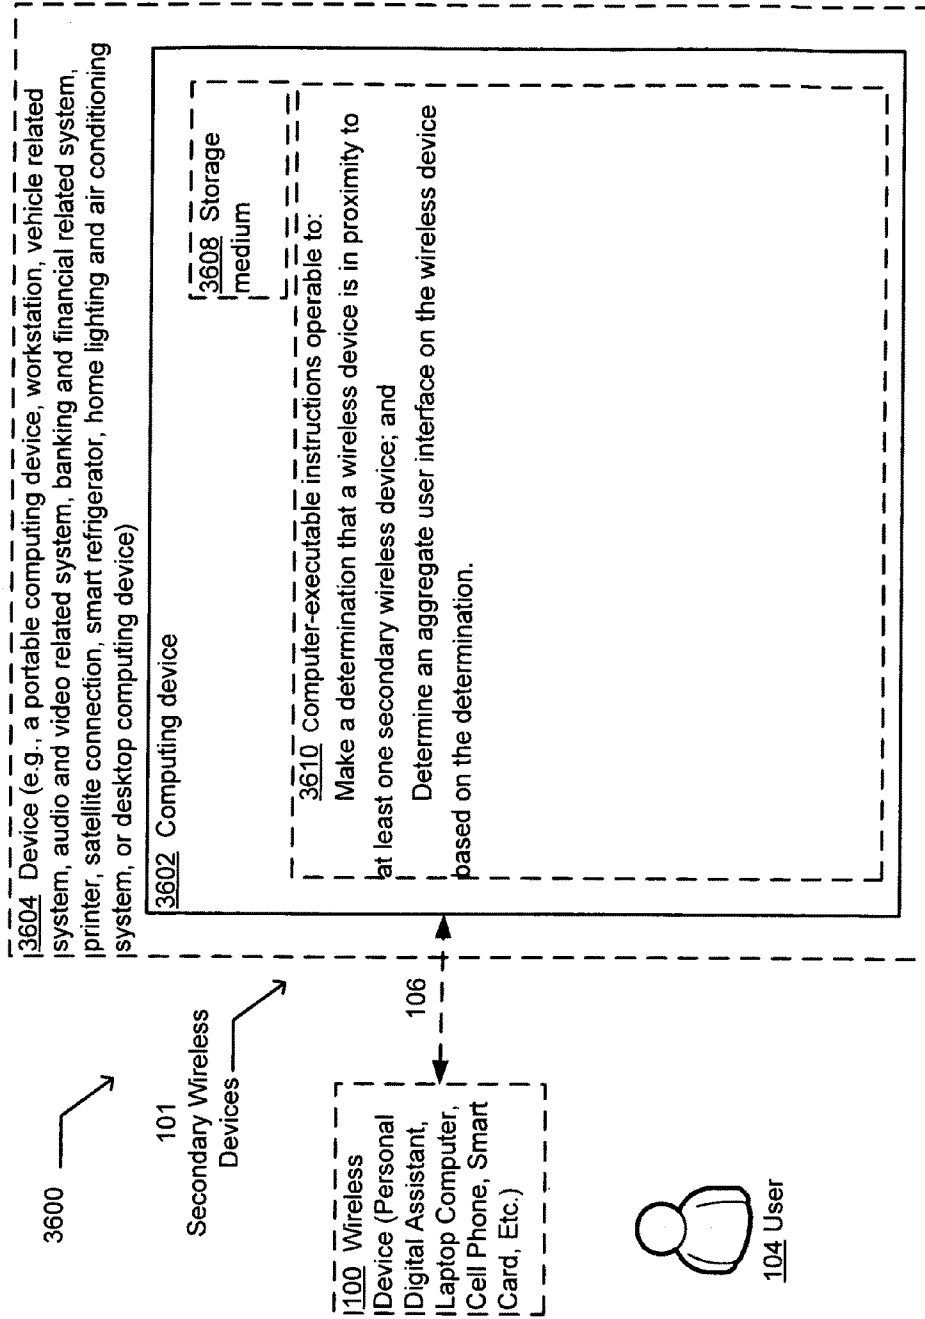 3600
101
Secondary Wireless
Devices
100 Wireless
Device (Personal
Digital Assistant,
Laptop Computer,
Cell Phone, Smart
Card, Etc.)
104 User
106
3604 Device (e.g., a portable computing device, workstation, vehicle related
system, audio and video related system, banking and financial related system,
printer, satellite connection, smart refrigerator, home lighting and air conditioning
system, or desktop computing device)
3602 Computing device
3608 Storage
medium
3610 Computer-executable instructions operable to:
Make a determination that a wireless device is in proximity to
at least one secondary wireless device; and
Determine an aggregate user interface on the wireless device
based on the determination.